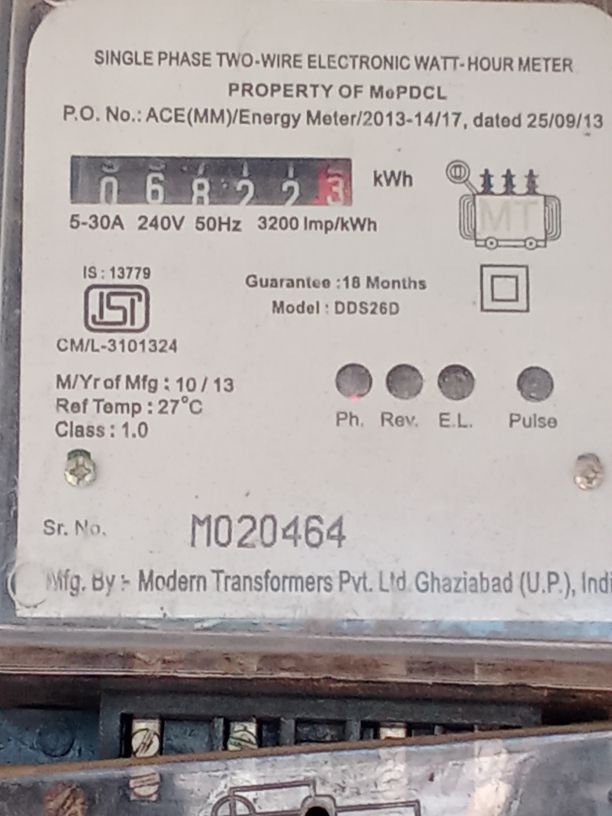 SINGLE PHASE TWO-WIRE ELECTRONIC WATT-HOUR METER
PROPERTY OF MePDCL
P.O. No.: ACE(MM)/Energy Meter/2013-14/17, dated 25/09/13
068223 kWh
MT
5-30A 240V 50Hz 3200 Imp/kWh
IS : 13779
Guarantee :18 Months
ISI
Model : DDS26D
CM/L-3101324
M/Yr of Mfg : 10 / 13
Ref Temp : 27°C
Class : 1.0
Ph. Rev. E.L. Pulse
Sr. No. M020464
Mfg. By :- Modern Transformers Pvt. Ltd. Ghaziabad (U.P.), Indi